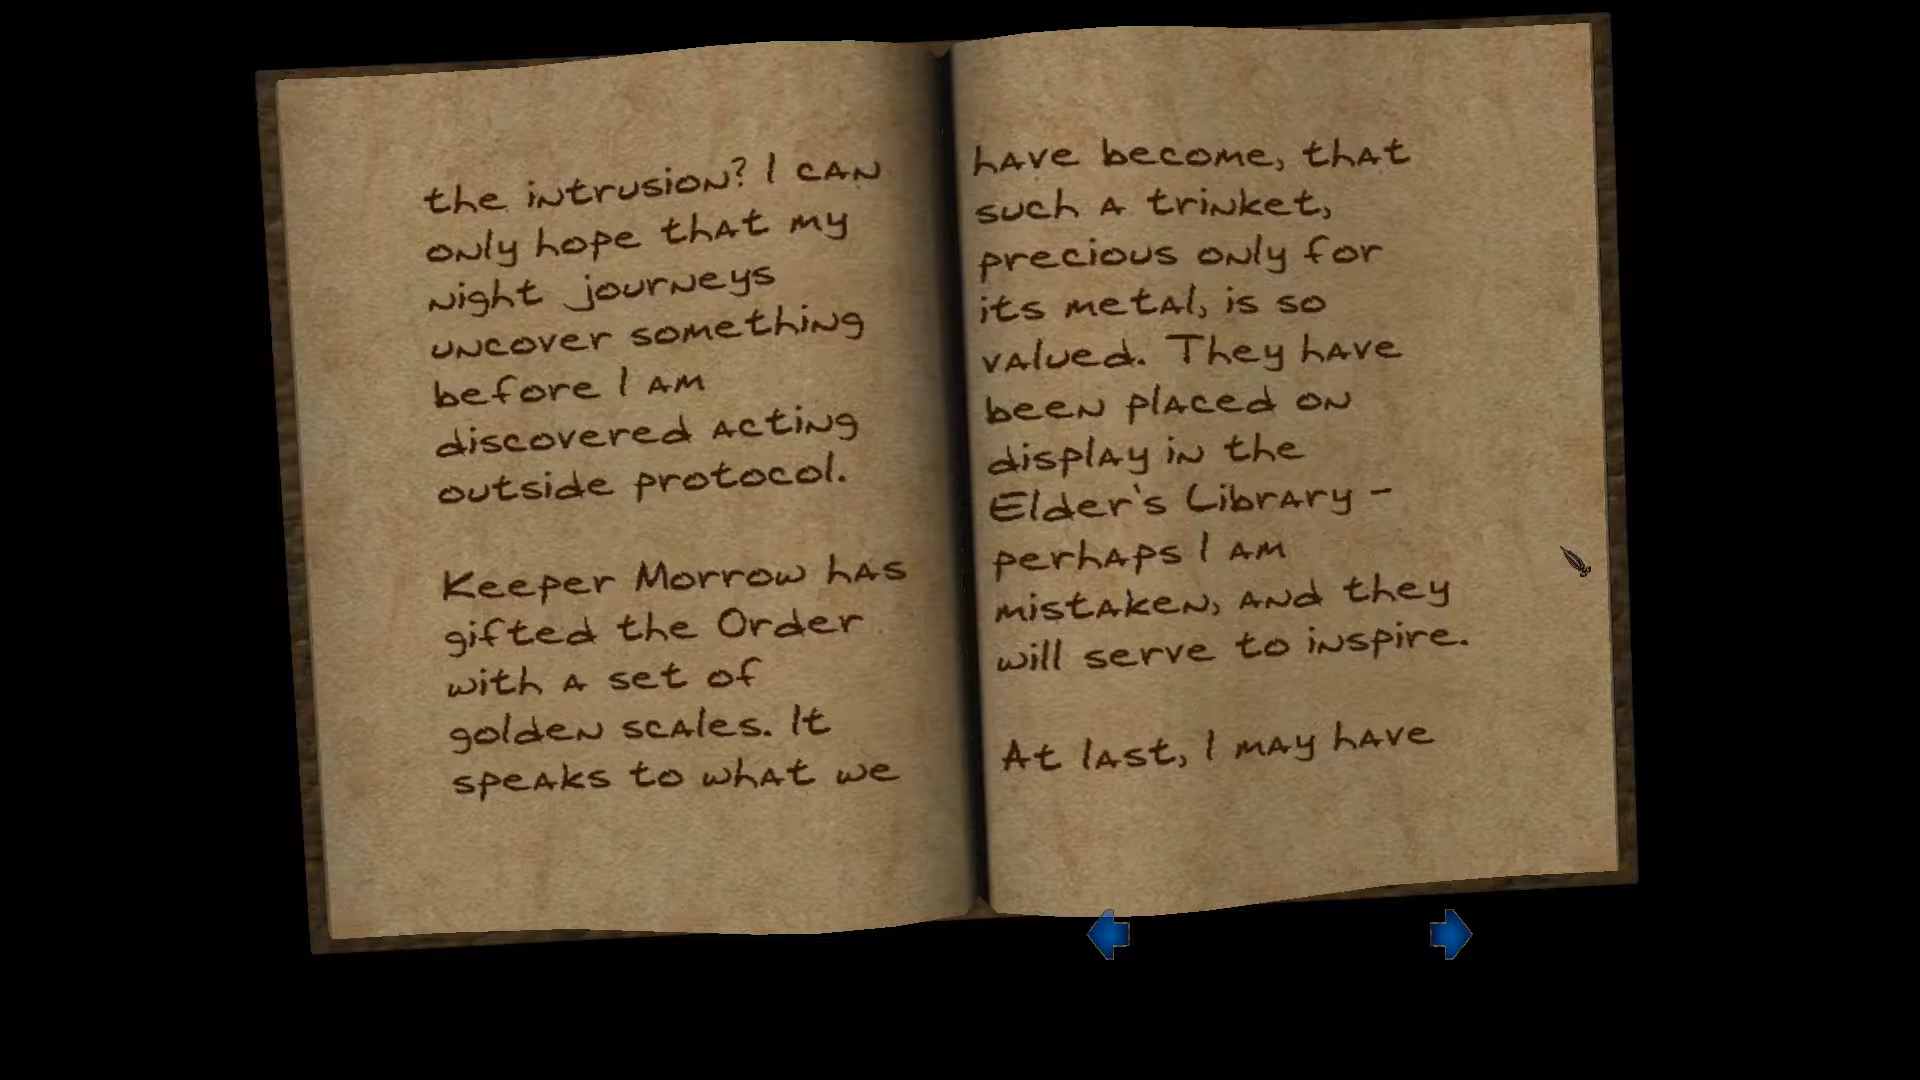 the intrusion? I can
only hope that my
night journeys
uncover something
before I am
discovered acting
outside protocol.
Keeper Morrow has
gifted the Order
with a set of
golden scales. It
speaks to what we
have become, that
such a trinket,
precious only for
its metal, is so
valued. They have
been placed on
display in the
Elder's Library -
perhaps I am
mistaken, and they
will serve to inspire.
At last, I may have